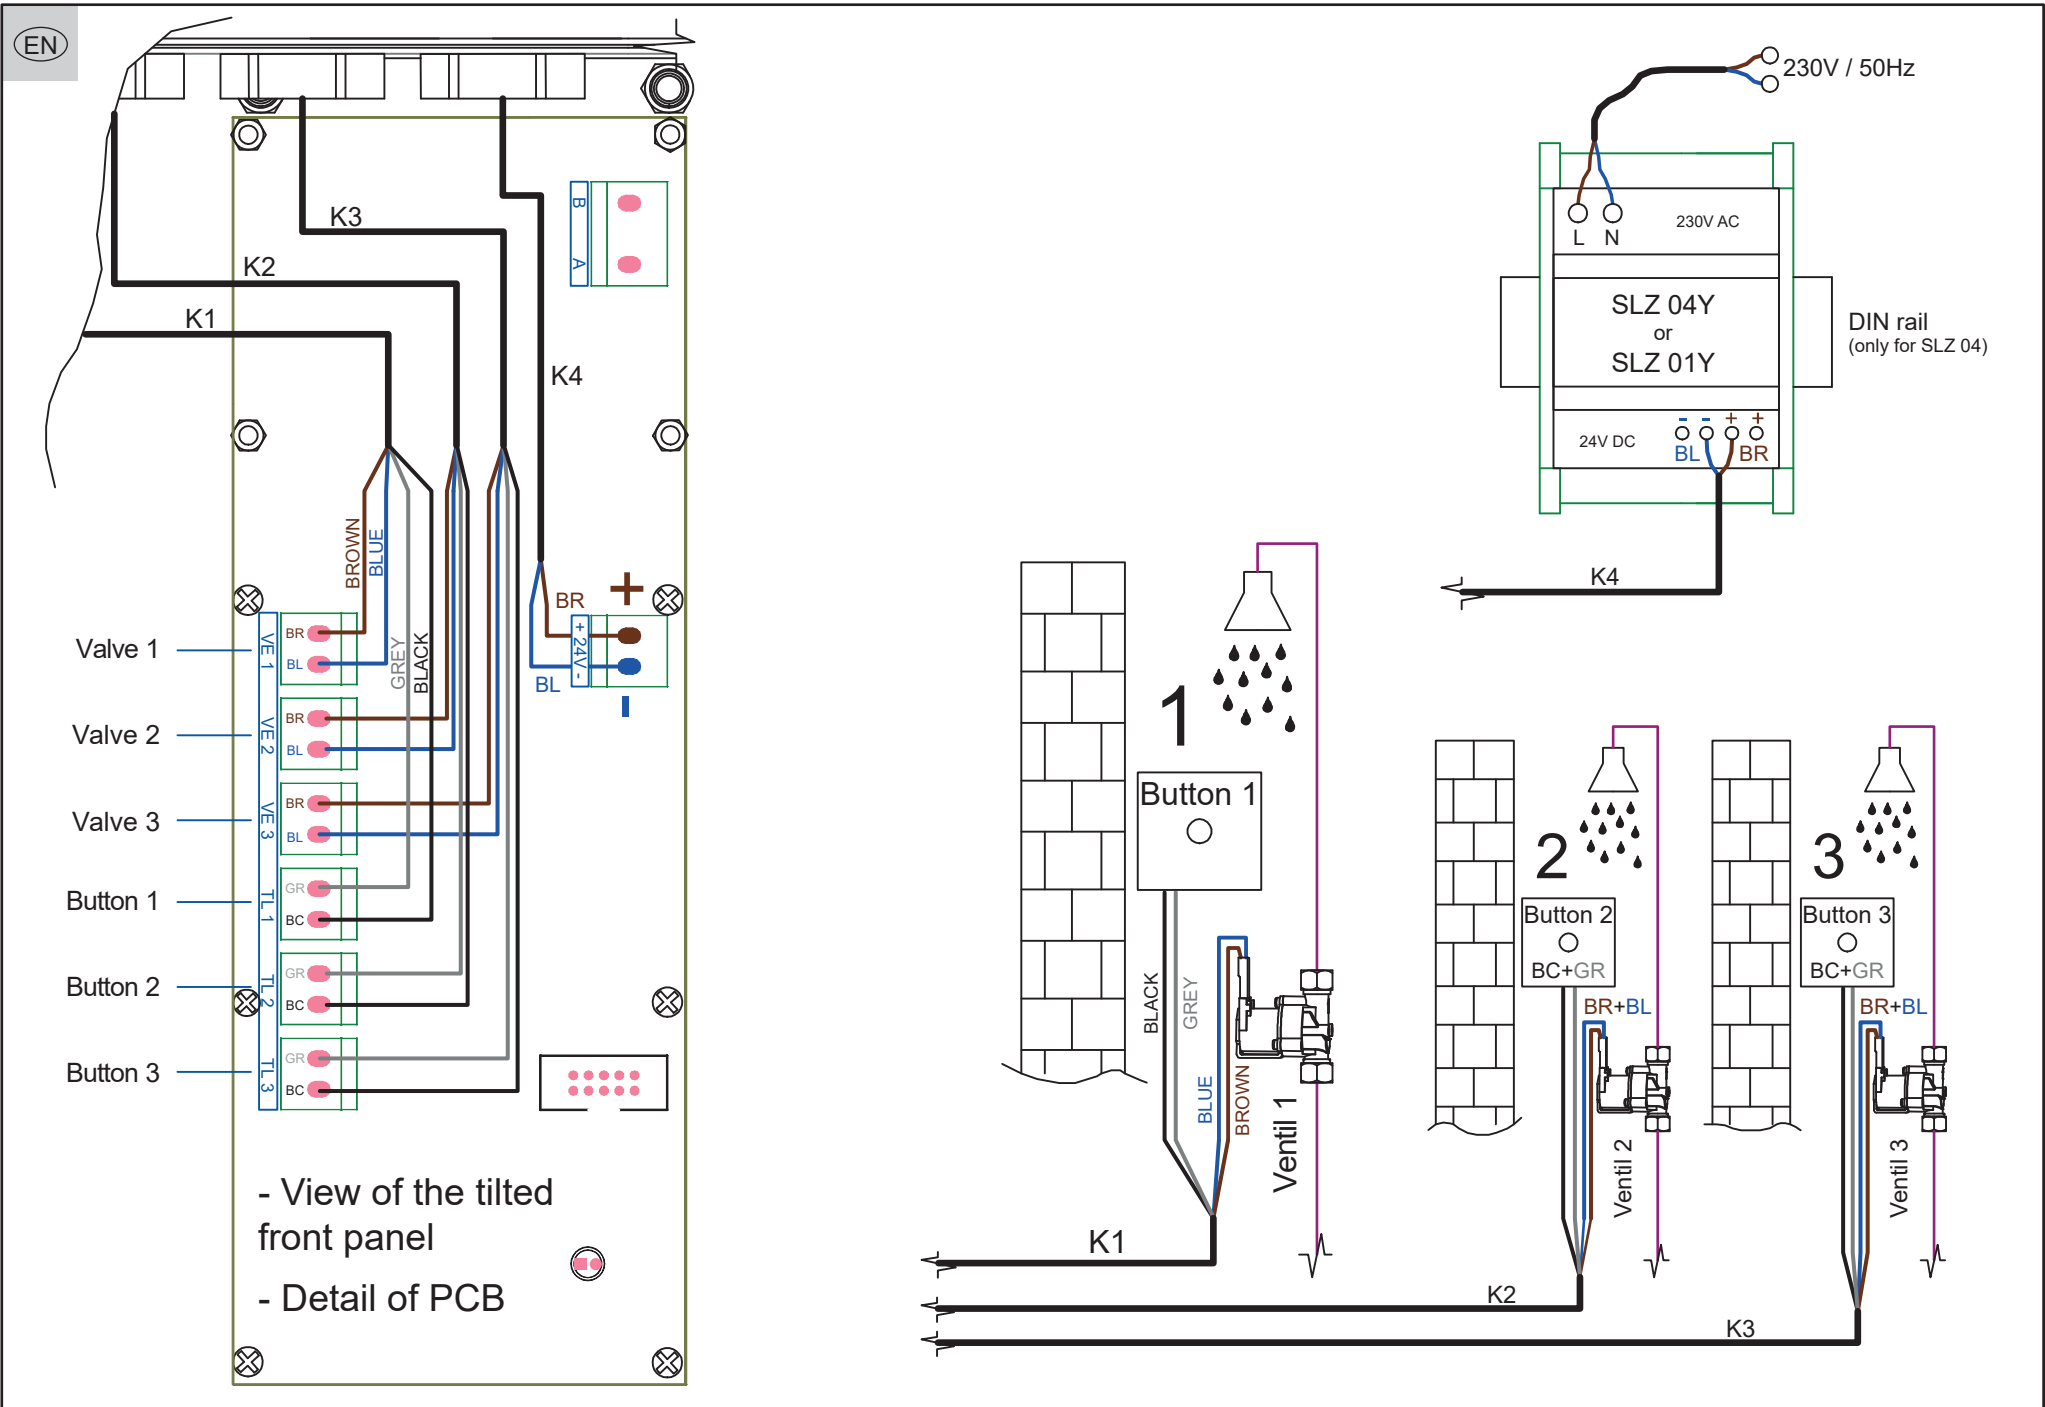 EN
K3
K2
K1
K4
B
A
BROWN
BLUE
GREY
BLACK
BR
+
+ 24V -
BL
-
Valve 1
VE 1
BR
BL
Valve 2
VE 2
BR
BL
Valve 3
VE 3
BR
BL
Button 1
TL 1
GR
BC
Button 2
TL 2
GR
BC
Button 3
TL 3
GR
BC
- View of the tilted
front panel
- Detail of PCB
230V / 50Hz
L N
230V AC
SLZ 04Y
or
SLZ 01Y
DIN rail
(only for SLZ 04)
24V DC
- - + +
BL BR
K4
1
Button 1
BLACK
GREY
BLUE
BROWN
Ventil 1
K1
2
Button 2
BC+GR
BR+BL
Ventil 2
K2
3
Button 3
BC+GR
BR+BL
Ventil 3
K3